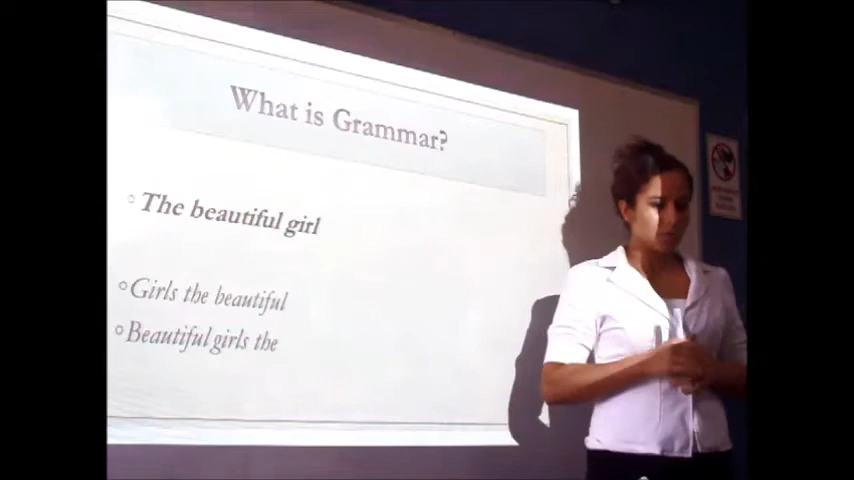 What is Grammar?
The beautiful girl
Girls the beautiful
Beautiful girls the